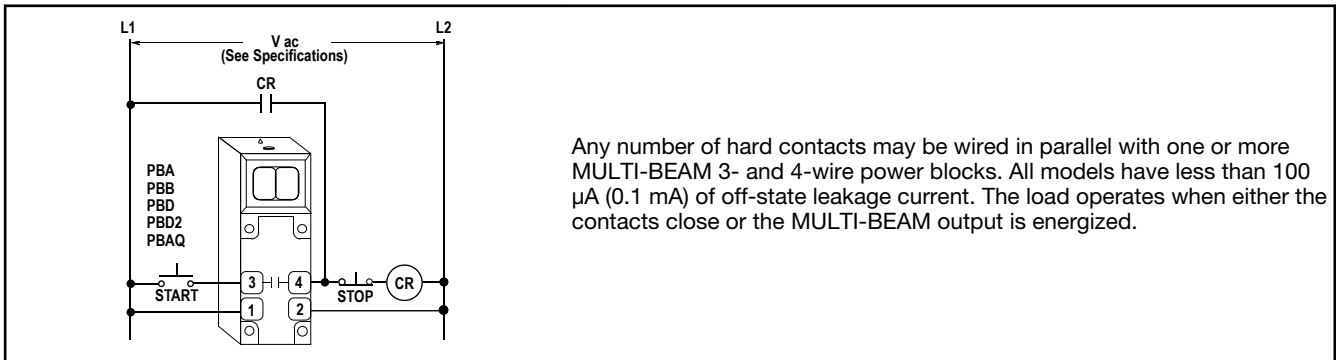 L1 L2
V ac
(See Specifications)
CR
PBA
PBB
PBD
PBD2
PBAQ
3 4
START STOP CR
1 2
Any number of hard contacts may be wired in parallel with one or more
MULTI-BEAM 3- and 4-wire power blocks. All models have less than 100
µA (0.1 mA) of off-state leakage current. The load operates when either the
contacts close or the MULTI-BEAM output is energized.